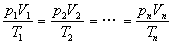 p₁V₁/T₁ = p₂V₂/T₂ = ··· = pₙVₙ/Tₙ